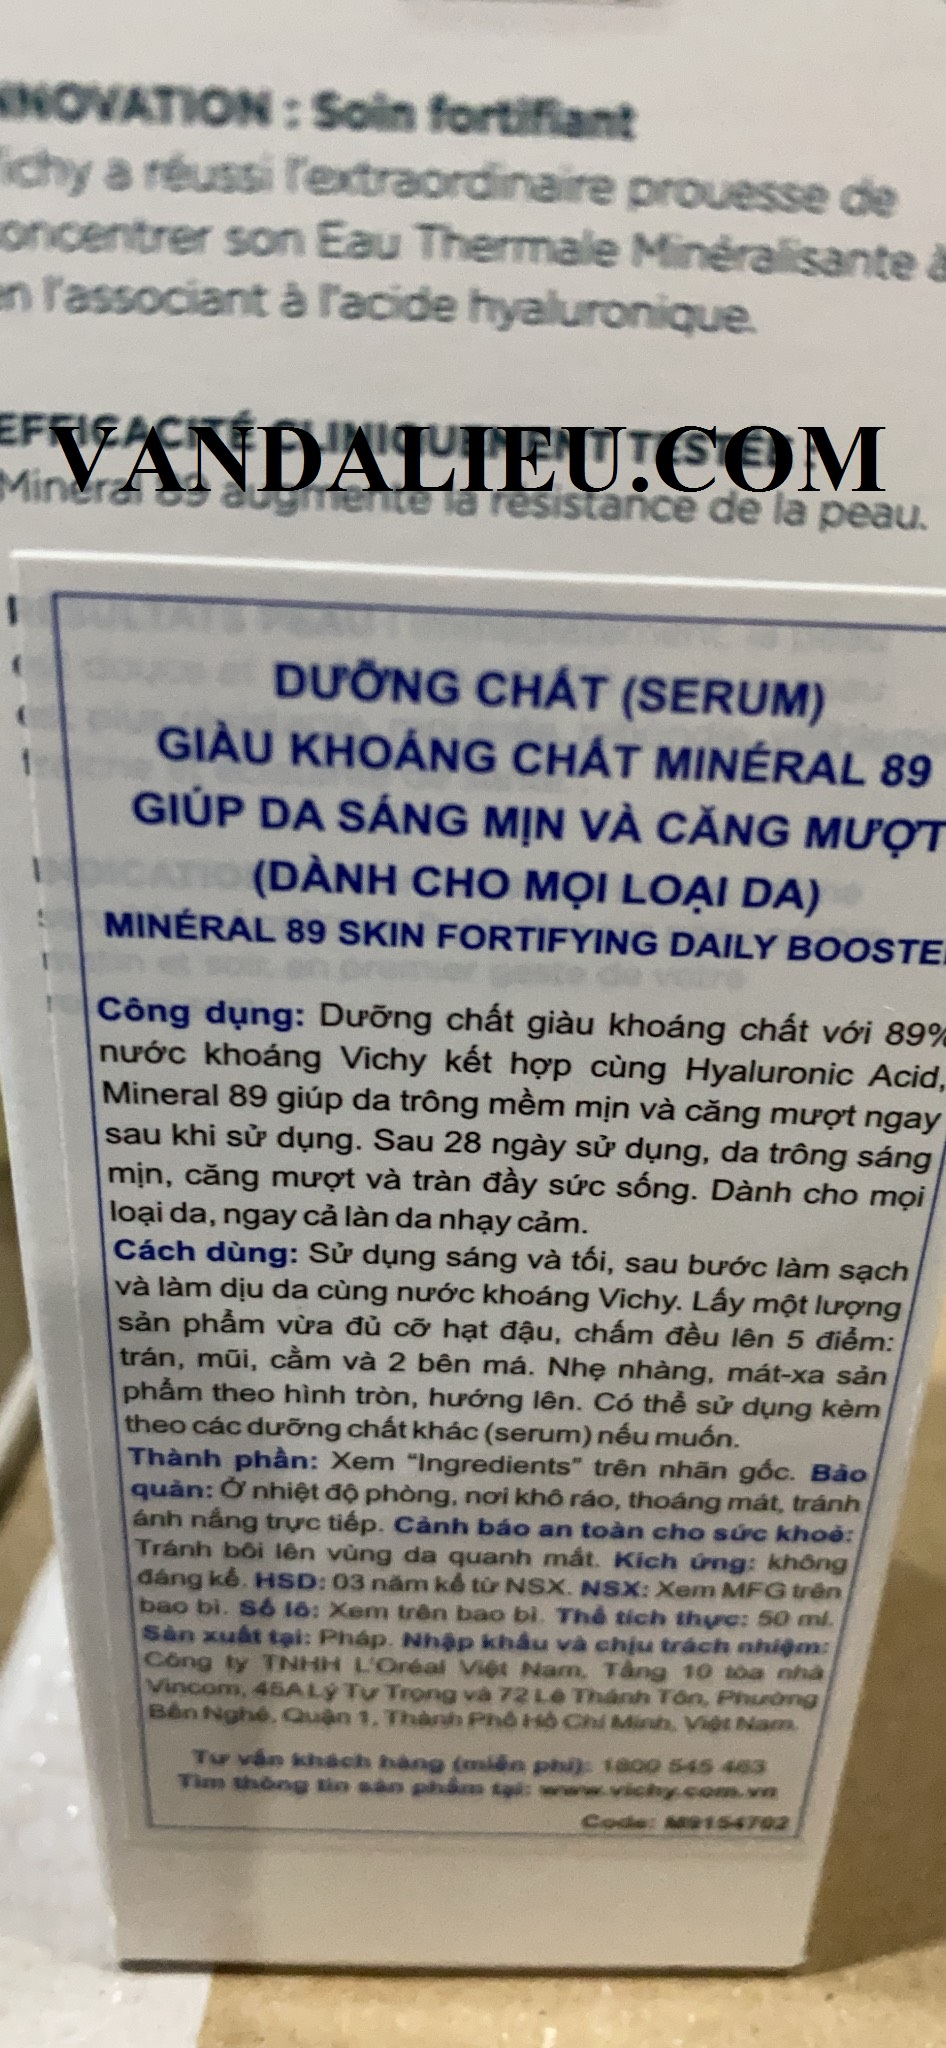 INNOVATION : Soin fortifiant
Vichy a réussi l'extraordinaire prouesse de
concentrer son Eau Thermale Minéralisante à
en l'associant à l'acide hyaluronique.
EFFICACITÉ CLINIQUEMENT TESTÉE :
VANDALIEU.COM
Minéral 89 augmente la résistance de la peau.
DƯỠNG CHẤT (SERUM)
GIÀU KHOÁNG CHẤT MINÉRAL 89
GIÚP DA SÁNG MỊN VÀ CĂNG MƯỢT
(DÀNH CHO MỌI LOẠI DA)
MINÉRAL 89 SKIN FORTIFYING DAILY BOOSTE
Công dụng: Dưỡng chất giàu khoáng chất với 89%
nước khoáng Vichy kết hợp cùng Hyaluronic Acid,
Mineral 89 giúp da trông mềm mịn và căng mượt ngay
sau khi sử dụng. Sau 28 ngày sử dụng, da trông sáng
mịn, căng mượt và tràn đầy sức sống. Dành cho mọi
loại da, ngay cả làn da nhạy cảm.
Cách dùng: Sử dụng sáng và tối, sau bước làm sạch
và làm dịu da cùng nước khoáng Vichy. Lấy một lượng
sản phẩm vừa đủ cỡ hạt đậu, chấm đều lên 5 điểm:
trán, mũi, cằm và 2 bên má. Nhẹ nhàng, mát-xa sản
phẩm theo hình tròn, hướng lên. Có thể sử dụng kèm
theo các dưỡng chất khác (serum) nếu muốn.
Thành phần: Xem "Ingredients" trên nhãn gốc. Bảo
quản: Ở nhiệt độ phòng, nơi khô ráo, thoáng mát, tránh
ánh nắng trực tiếp. Cảnh báo an toàn cho sức khoẻ:
Tránh bôi lên vùng da quanh mắt. Kích ứng: không
đáng kể. HSD: 03 năm kể từ NSX. NSX: Xem MFG trên
bao bì. Số lô: Xem trên bao bì. Thể tích thực: 50 ml.
Sản xuất tại: Pháp. Nhập khẩu và chịu trách nhiệm:
Công ty TNHH L'Oréal Việt Nam, Tầng 10 tòa nhà
Vincom, 45A Lý Tự Trọng và 72 Lê Thánh Tôn, Phường
Bến Nghé, Quận 1, Thành Phố Hồ Chí Minh, Việt Nam.
Tư vấn khách hàng (miễn phí): 1800 545 463
Tìm thông tin sản phẩm tại: www.vichy.com.vn
Code: M9154702